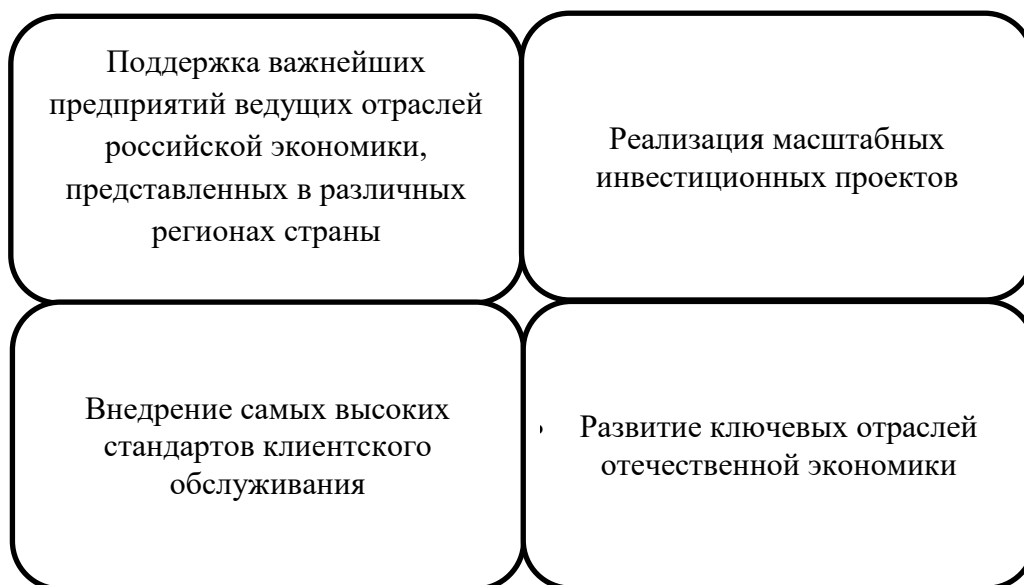 Поддержка важнейших
предприятий ведущих отраслей
российской экономики,
представленных в различных
регионах страны
Реализация масштабных
инвестиционных проектов
Внедрение самых высоких
стандартов клиентского
обслуживания
Развитие ключевых отраслей
отечественной экономики